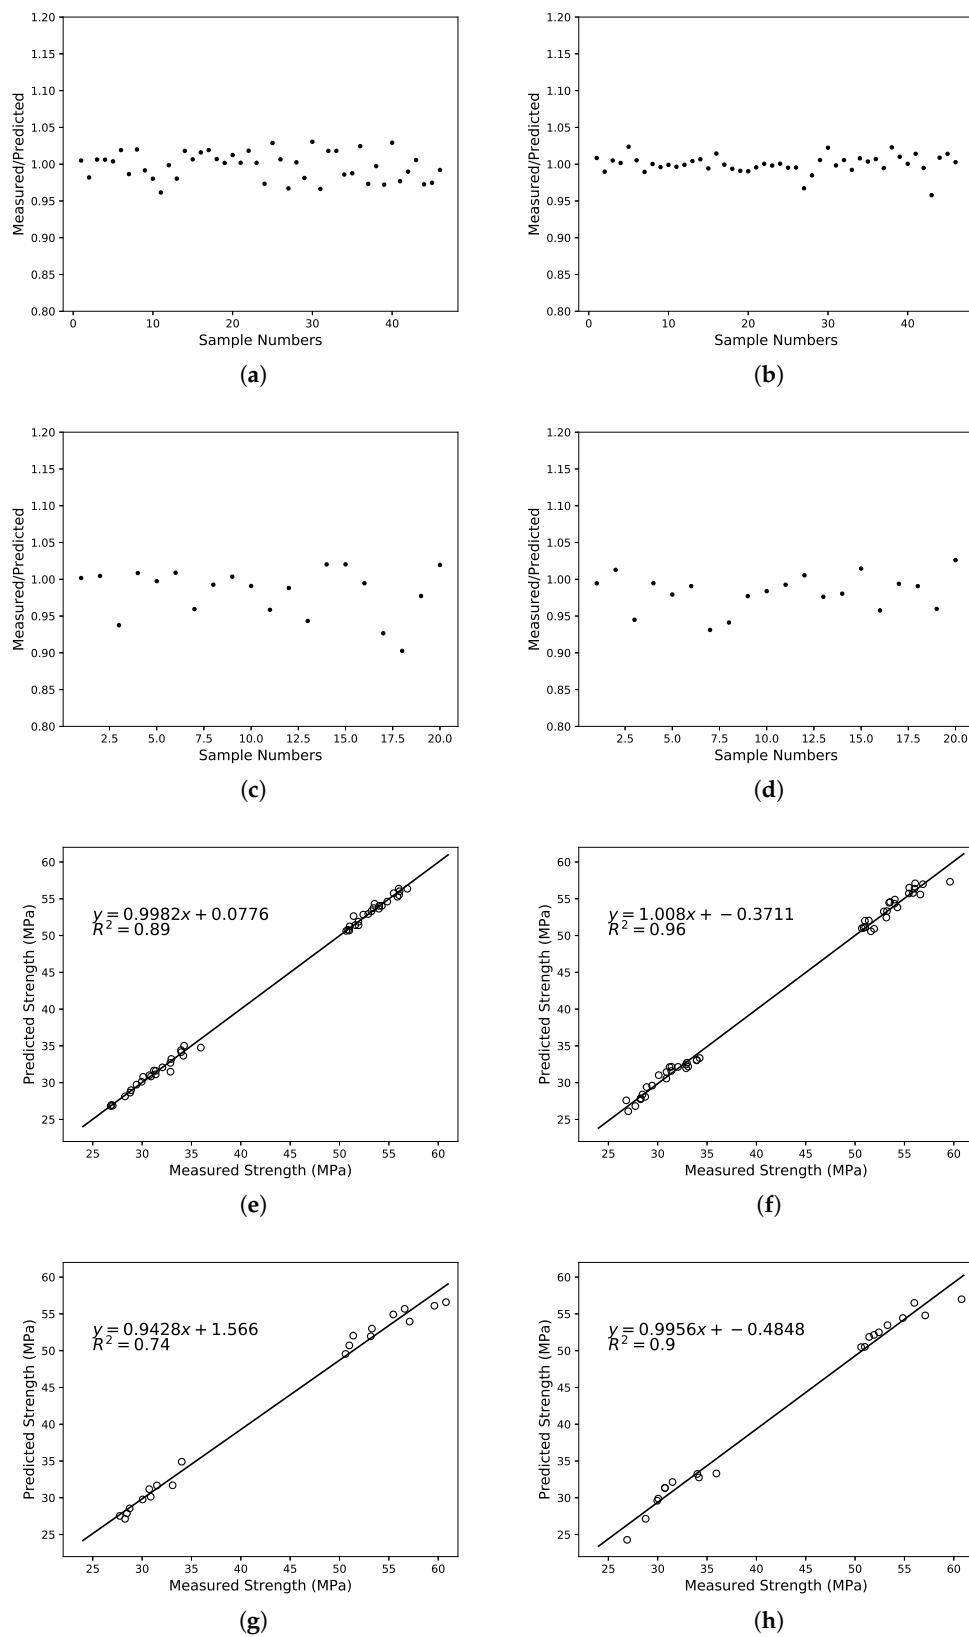 1.20
1.15
1.10
1.05
1.00
0.95
0.90
0.85
0.80
Measured/Predicted
0 10 20 30 40
Sample Numbers
(a)
1.20
1.15
1.10
1.05
1.00
0.95
0.90
0.85
0.80
Measured/Predicted
0 10 20 30 40
Sample Numbers
(b)
1.20
1.15
1.10
1.05
1.00
0.95
0.90
0.85
0.80
Measured/Predicted
2.5 5.0 7.5 10.0 12.5 15.0 17.5 20.0
Sample Numbers
(c)
1.20
1.15
1.10
1.05
1.00
0.95
0.90
0.85
0.80
Measured/Predicted
2.5 5.0 7.5 10.0 12.5 15.0 17.5 20.0
Sample Numbers
(d)
60
55
50
45
40
35
30
25
Predicted Strength (MPa)
y = 0.9982x + 0.0776
R² = 0.89
25 30 35 40 45 50 55 60
Measured Strength (MPa)
(e)
60
55
50
45
40
35
30
25
Predicted Strength (MPa)
y = 1.008x + −0.3711
R² = 0.96
25 30 35 40 45 50 55 60
Measured Strength (MPa)
(f)
60
55
50
45
40
35
30
25
Predicted Strength (MPa)
y = 0.9428x + 1.566
R² = 0.74
25 30 35 40 45 50 55 60
Measured Strength (MPa)
(g)
60
55
50
45
40
35
30
25
Predicted Strength (MPa)
y = 0.9956x + −0.4848
R² = 0.9
25 30 35 40 45 50 55 60
Measured Strength (MPa)
(h)